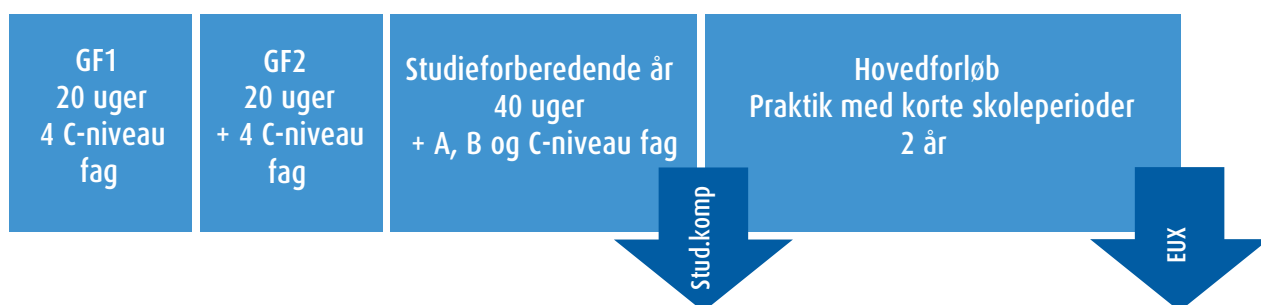 GF1
20 uger
4 C-niveau
fag
GF2
20 uger
+ 4 C-niveau
fag
Studieforberedende år
40 uger
+ A, B og C-niveau fag
Hovedforløb
Praktik med korte skoleperioder
2 år
Stud.komp
EUX